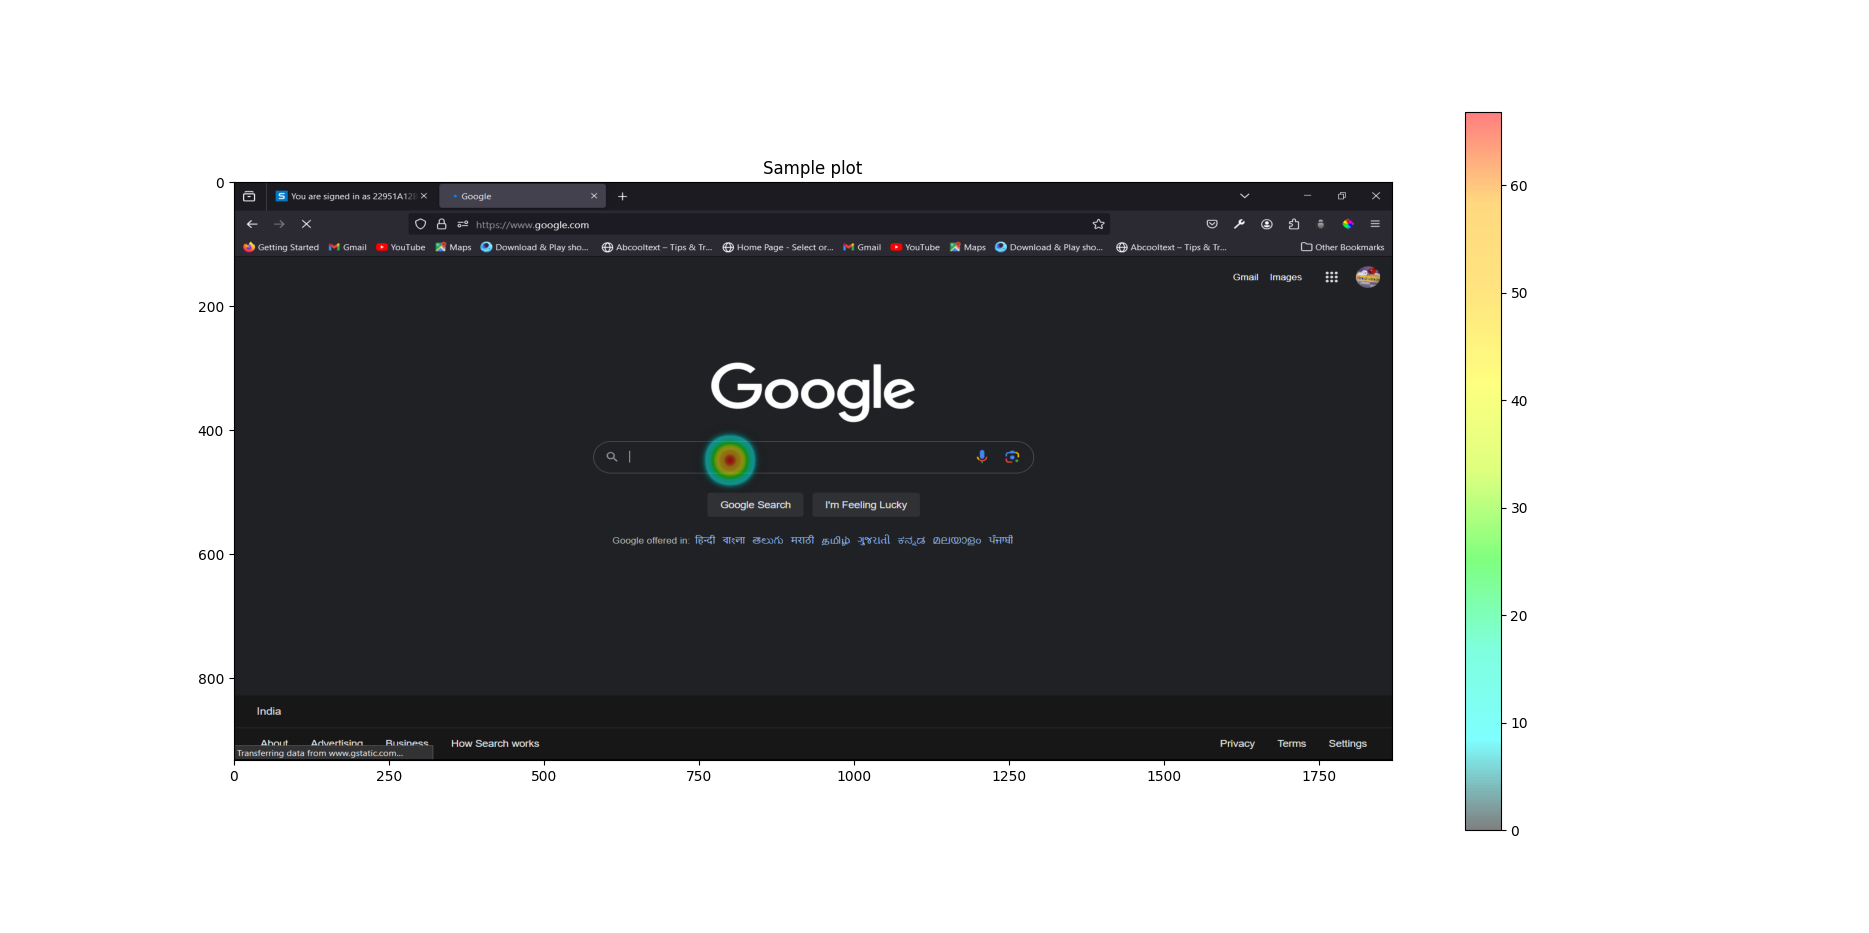 Sample plot
You are signed in as 22951A12 Google
https://www.google.com
Getting Started Gmail YouTube Maps Download & Play sho... Abcooltext – Tips & Tr... Home Page - Select or... Gmail YouTube Maps Download & Play sho... Abcooltext – Tips & Tr... Other Bookmarks
Gmail Images
Google
Google Search I'm Feeling Lucky
Google offered in: हिन्दी বাংলা తెలుగు मराठी தமிழ் ગુજરાતી ಕನ್ನಡ മലയാളം ਪੰਜਾਬੀ
India
About Advertising Business How Search works Privacy Terms Settings
Transferring data from www.gstatic.com...
0
200
400
600
800
0 250 500 750 1000 1250 1500 1750
60
50
40
30
20
10
0